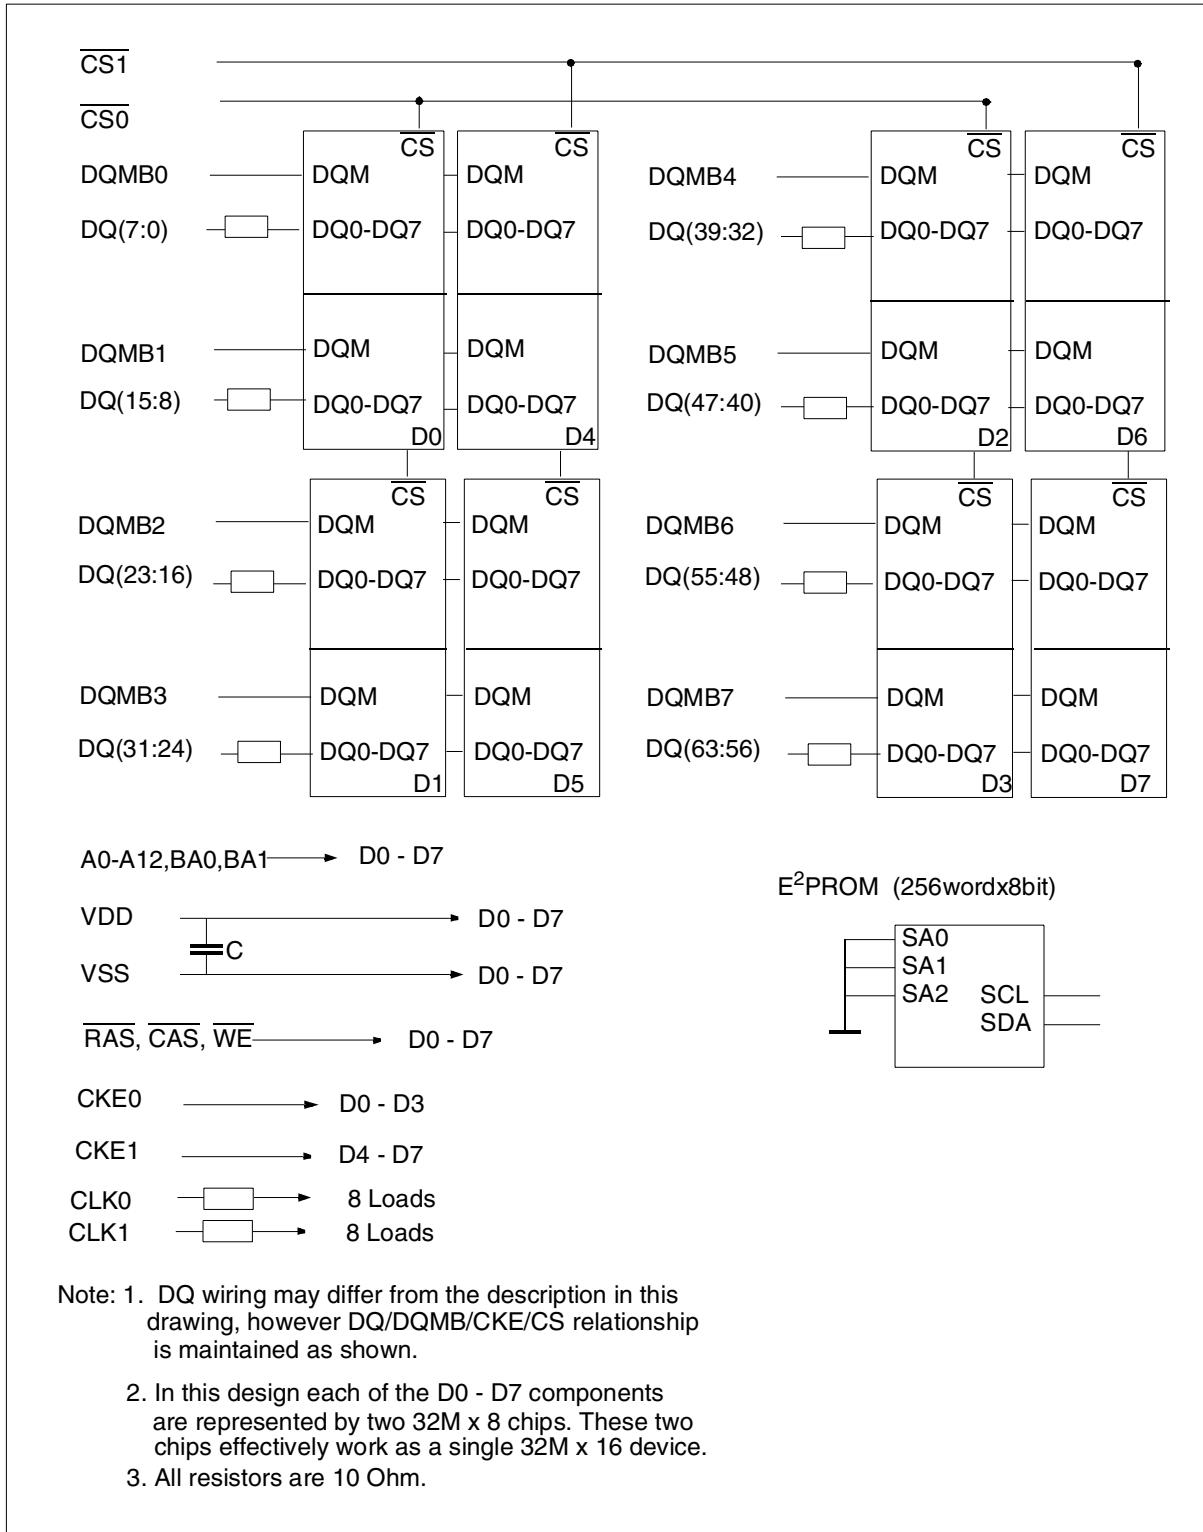 CS1
CS0
CS CS CS CS
DQMB0 DQM DQM DQMB4 DQM DQM
DQ(7:0) DQ0-DQ7 DQ0-DQ7 DQ(39:32) DQ0-DQ7 DQ0-DQ7
DQMB1 DQM DQM DQMB5 DQM DQM
DQ(15:8) DQ0-DQ7 DQ0-DQ7 DQ(47:40) DQ0-DQ7 DQ0-DQ7
D0 D4 D2 D6
CS CS CS CS
DQMB2 DQM DQM DQMB6 DQM DQM
DQ(23:16) DQ0-DQ7 DQ0-DQ7 DQ(55:48) DQ0-DQ7 DQ0-DQ7
DQMB3 DQM DQM DQMB7 DQM DQM
DQ(31:24) DQ0-DQ7 DQ0-DQ7 DQ(63:56) DQ0-DQ7 DQ0-DQ7
D1 D5 D3 D7
A0-A12,BA0,BA1 D0 - D7
VDD D0 - D7
C
VSS D0 - D7
RAS, CAS, WE D0 - D7
CKE0 D0 - D3
CKE1 D4 - D7
CLK0 8 Loads
CLK1 8 Loads
E²PROM (256wordx8bit)
SA0
SA1
SA2 SCL
SDA
Note: 1. DQ wiring may differ from the description in this
drawing, however DQ/DQMB/CKE/CS relationship
is maintained as shown.
2. In this design each of the D0 - D7 components
are represented by two 32M x 8 chips. These two
chips effectively work as a single 32M x 16 device.
3. All resistors are 10 Ohm.